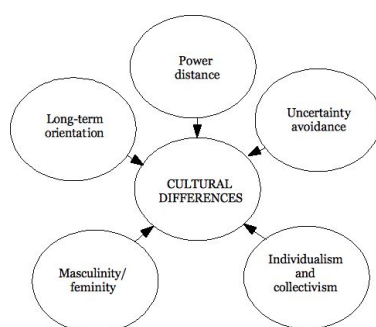 Power
distance
Long-term
orientation
Uncertainty
avoidance
CULTURAL
DIFFERENCES
Masculinity/
feminity
Individualism
and
collectivism